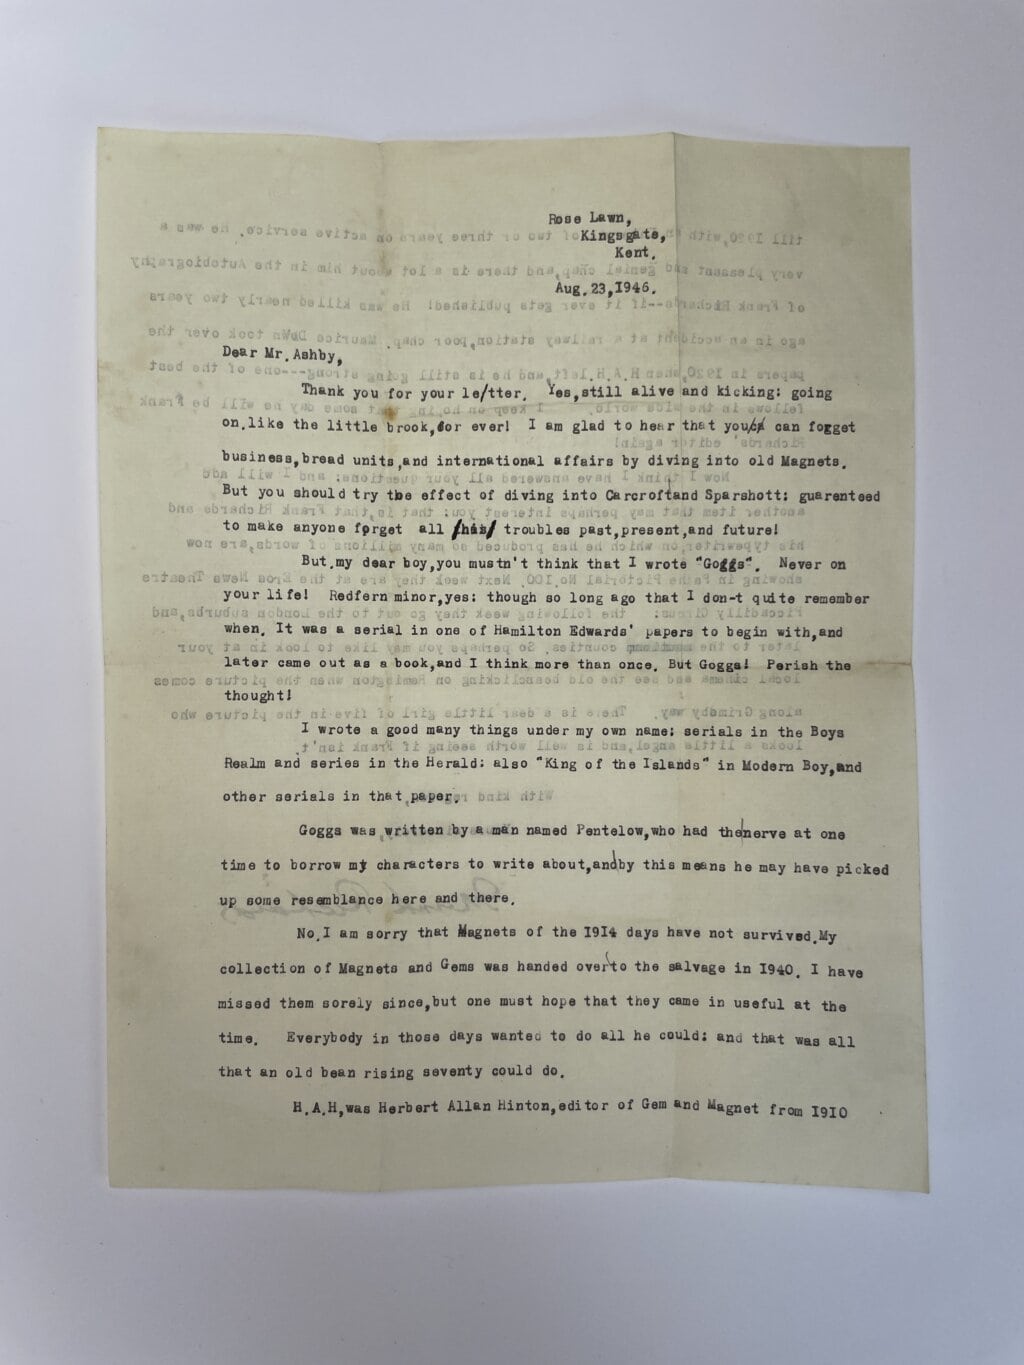 Rose Lawn,
Kingsgate,
Kent.
Aug.23,1946.
Dear Mr.Ashby,
Thank you for your le/tter. Yes,still alive and kicking: going
on,like the little brook,for ever! I am glad to hear that you can forget
business,bread units,and international affairs by diving into old Magnets.
But you should try the effect of diving into Carcroft and Sparshott: guarenteed
to make anyone forget all his troubles past,present,and future!
But,my dear boy,you mustn't think that I wrote "Goggs". Never on
your life! Redfern minor,yes: though so long ago that I don-t quite remember
when. It was a serial in one of Hamilton Edwards' papers to begin with,and
later came out as a book,and I think more than once. But Goggs! Perish the
thought!
I wrote a good many things under my own name: serials in the Boys
Realm and series in the Herald: also "King of the Islands" in Modern Boy,and
other serials in that paper.
Goggs was written by a man named Pentelow,who had the nerve at one
time to borrow my characters to write about,and by this means he may have picked
up some resemblance here and there.
No,I am sorry that Magnets of the 1914 days have not survived.My
collection of Magnets and Gems was handed over to the salvage in 1940. I have
missed them sorely since,but one must hope that they came in useful at the
time. Everybody in those days wanted to do all he could: and that was all
that an old bean rising seventy could do.
H.A.H,was Herbert Allan Hinton,editor of Gem and Magnet from 1910